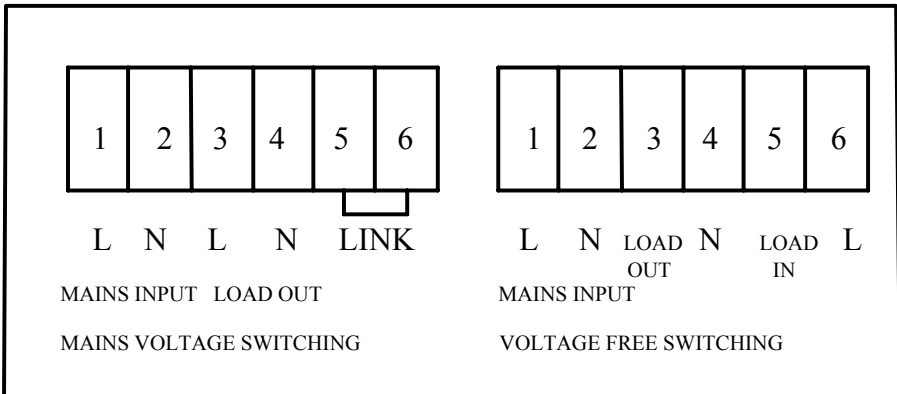 1 2 3 4 5 6
L N L N LINK
MAINS INPUT LOAD OUT
MAINS VOLTAGE SWITCHING
1 2 3 4 5 6
L N LOAD OUT N LOAD IN L
MAINS INPUT
VOLTAGE FREE SWITCHING